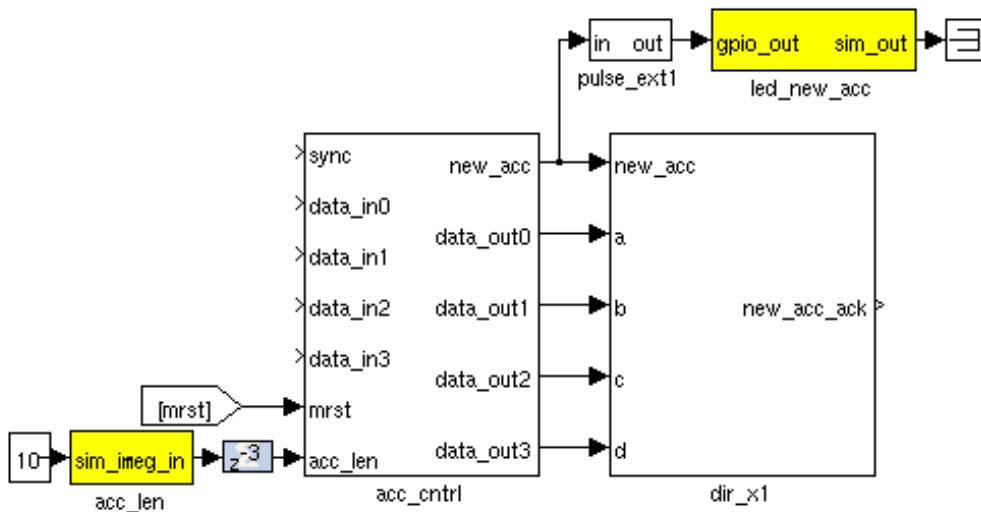 in out
pulse_ext1
gpio_out sim_out
led_new_acc
sync
data_in0
data_in1
data_in2
data_in3
mrst
acc_len
new_acc
data_out0
data_out1
data_out2
data_out3
acc_cntrl
new_acc
a
b
c
d
new_acc_ack
dir_x1
[mrst]
10
sim_imeg_in
acc_len
z-3